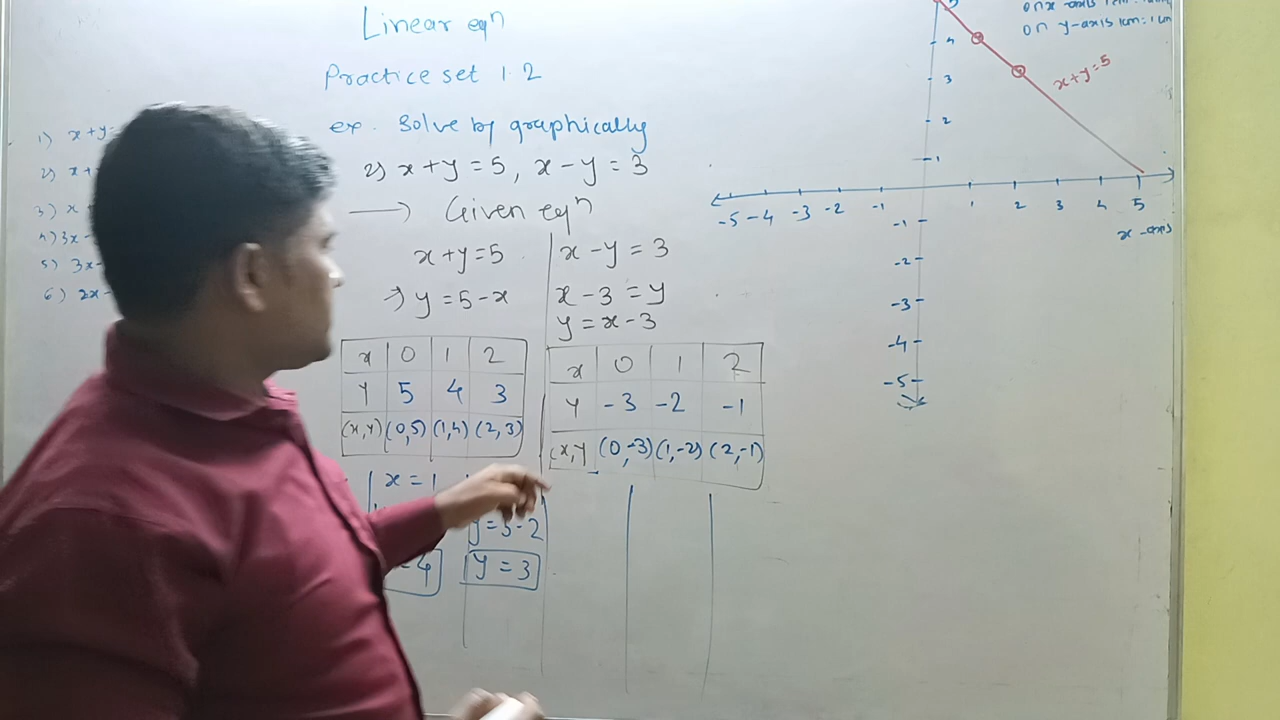 Linear eqn
Practice set 1.2
ex. Solve by graphically
2) x+y=5, x-y=3
→ Given eqn
x+y=5
⇒ y=5-x
x 0 1 2
Y 5 4 3
(x,Y) (0,5) (1,4) (2,3)
x=1
y=5-2
=4
y=3
x-y=3
x-3=y
y=x-3
x 0 1 2
Y -3 -2 -1
(x,Y (0,-3) (1,-2) (2,-1)
1) x+y=
2) x+
3) x
4) 3x-
5) 3x-
6) 2x-
on y-axis 1cm:1cm
5
4
3
2
1
x+y=5
-5 -4 -3 -2 -1 1 2 3 4 5
x-axis
-1
-2
-3
-4
-5